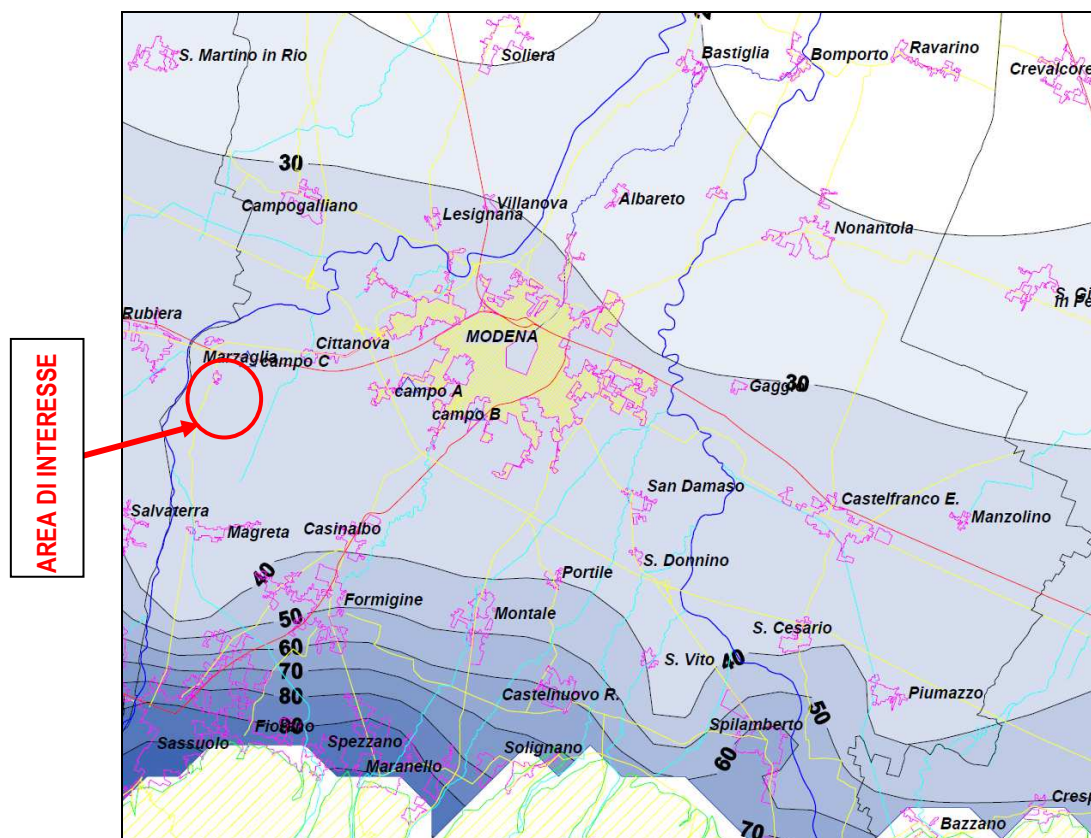 AREA DI INTERESSE
S. Martino in Rio
Soliera
Bastiglia
Bomporto
Ravarino
Crevalcore
30
Campogalliano
Lesignana
Villanova
Albareto
Nonantola
Rubiera
Marzaglia
campo C
Cittanova
MODENA
campo A
campo B
Gaggio
30
Salvaterra
Magreta
Casinalbo
San Damaso
Castelfranco E.
Manzolino
S. Donnino
Portile
40
Formigine
Montale
50
60
70
80
S. Cesario
S. Vito
40
Castelnuovo R.
Piumazzo
50
Spilamberto
60
Sassuolo
Spezzano
Maranello
Solignano
70
Bazzano
Cresp